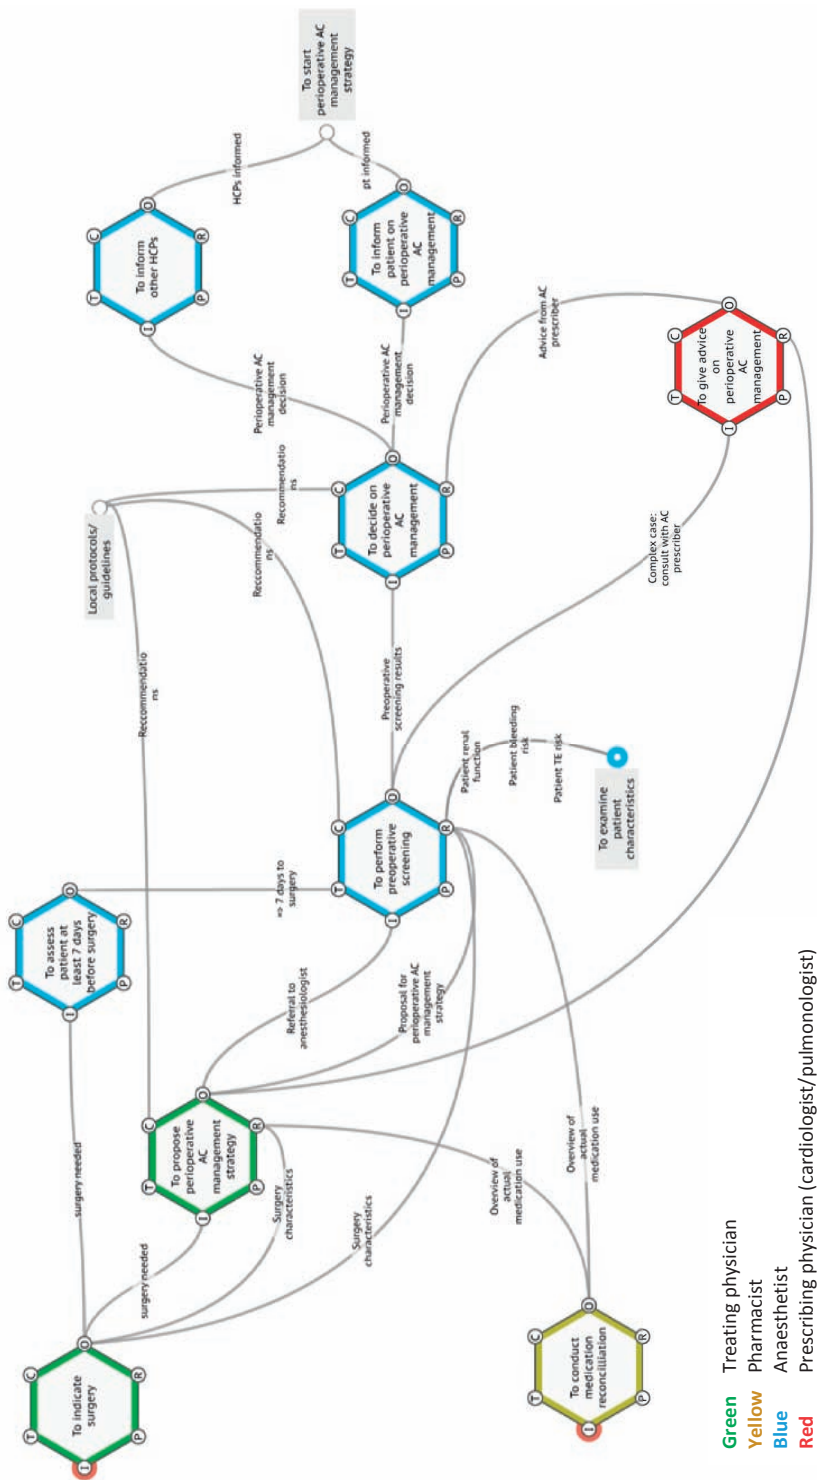 To indicate
surgery
T
C
I
O
P
R
surgery needed
surgery needed
Surgery
characteristics
Surgery
characteristics
To assess
patient at
least 7 days
before surgery
T
C
I
O
P
R
=> 7 days to
surgery
To propose
perioperative
AC
management
strategy
T
C
I
O
P
R
Reccommendatio
ns
Referral to
anesthesiologist
Proposal for
perioperative AC
management
strategy
To conduct
medication
reconcilliation
T
C
I
O
P
R
Overview of
actual
medication use
Overview of
actual
medication use
To perform
preoperative
screening
T
C
I
O
P
R
Patient renal
function
Patient bleeding
risk
Patient TE risk
To examine
patient
characteristics
Preoperative
screening results
Local protocols/
guidelines
Reccommendatio
ns
Recommendatio
ns
To decide on
perioperative
AC
management
T
C
I
O
P
R
Complex case:
consult with AC
prescriber
To give advice
on
perioperative
AC
management
T
C
I
O
P
R
Advice from AC
prescriber
Perioperative AC
management
decision
Perioperative AC
management
decision
To inform
other HCPs
T
C
I
O
P
R
To inform
patient on
perioperative
AC
management
T
C
I
O
P
R
HCPs informed
pt informed
To start
perioperative AC
management
strategy
Green Treating physician
Yellow Pharmacist
Blue Anaesthetist
Red Prescribing physician (cardiologist/pulmonologist)